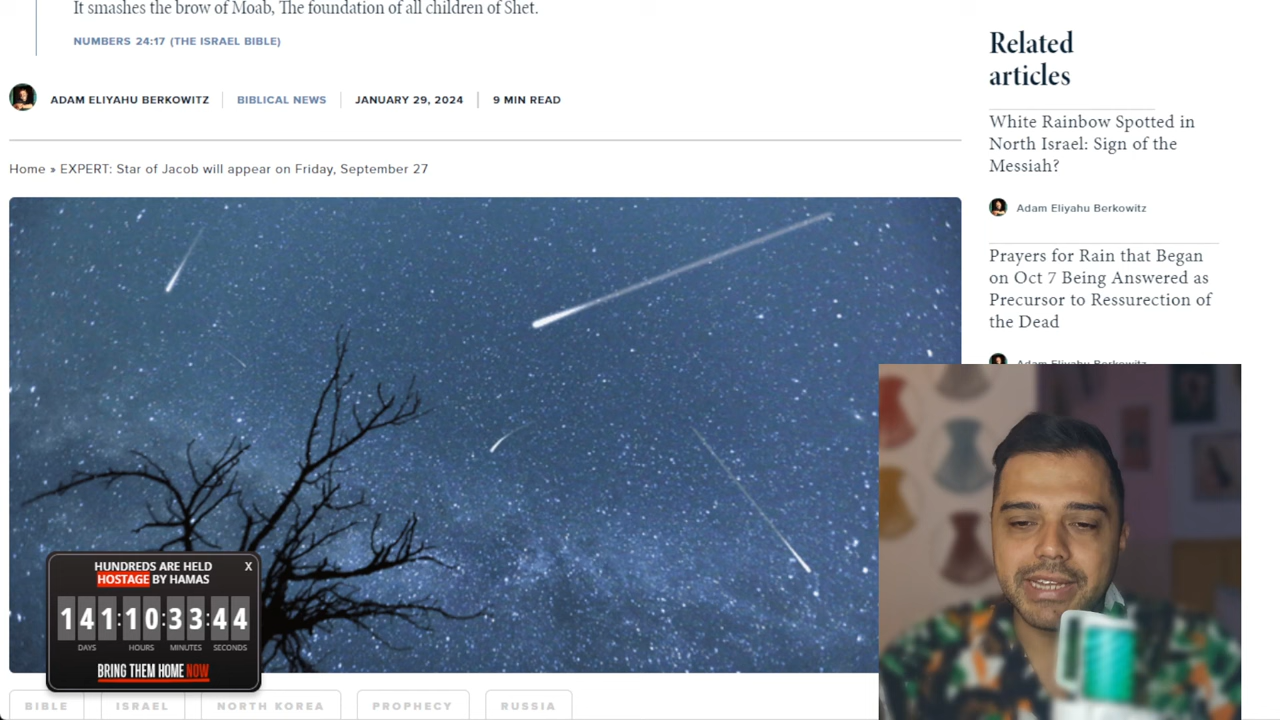 It smashes the brow of Moab, The foundation of all children of Shet.
NUMBERS 24:17 (THE ISRAEL BIBLE)
ADAM ELIYAHU BERKOWITZ
BIBLICAL NEWS
JANUARY 29, 2024
9 MIN READ
Home » EXPERT: Star of Jacob will appear on Friday, September 27
HUNDREDS ARE HELD
X
HOSTAGE BY HAMAS
141:10:33:44
DAYS HOURS MINUTES SECONDS
BRING THEM HOME NOW
BIBLE
ISRAEL
NORTH KOREA
PROPHECY
RUSSIA
Related
articles
White Rainbow Spotted in
North Israel: Sign of the
Messiah?
Adam Eliyahu Berkowitz
Prayers for Rain that Began
on Oct 7 Being Answered as
Precursor to Ressurection of
the Dead
Adam Eliyahu Berkowitz